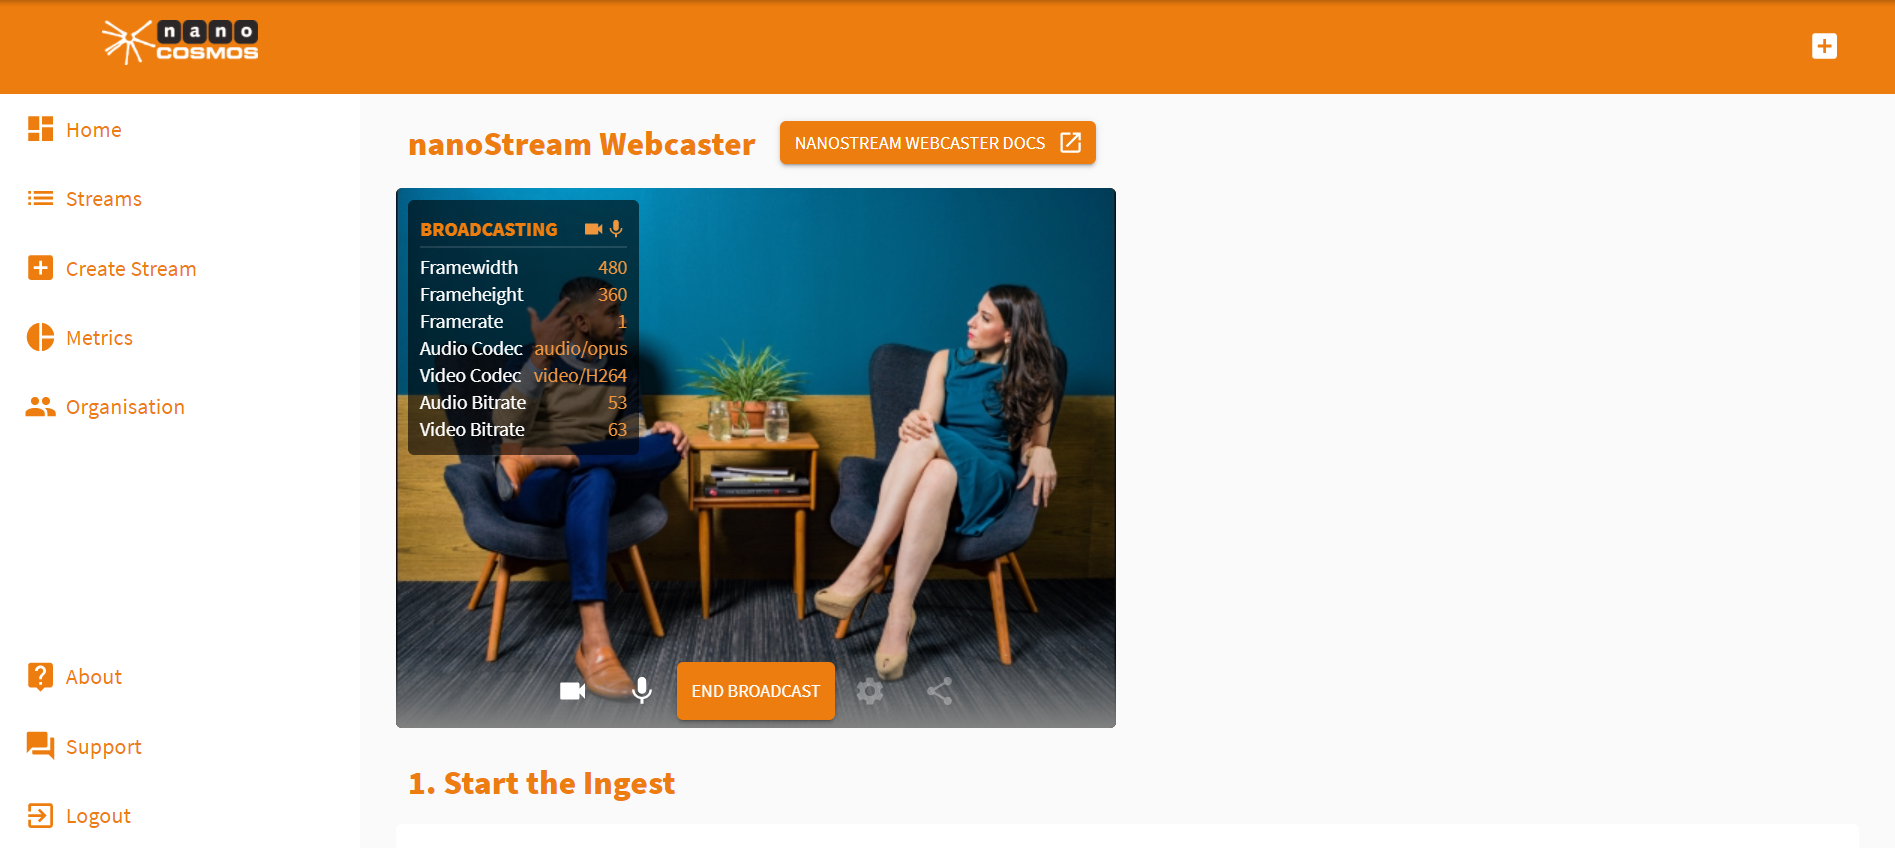 nano
COSMOS
Home
Streams
Create Stream
Metrics
Organisation
About
Support
Logout
nanoStream Webcaster
NANOSTREAM WEBCASTER DOCS
BROADCASTING
Framewidth 480
Frameheight 360
Framerate 1
Audio Codec audio/opus
Video Codec video/H264
Audio Bitrate 53
Video Bitrate 63
END BROADCAST
1. Start the Ingest